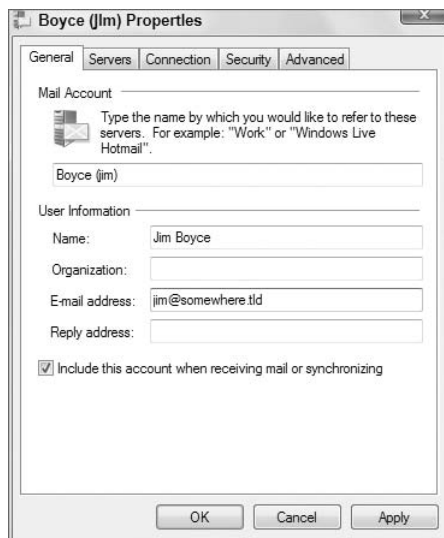 Boyce (JIm) Propertles
General Servers Connection Security Advanced
Mail Account
Type the name by which you would like to refer to these
servers. For example: "Work" or "Windows Live
Hotmail".
Boyce (jim)
User Information
Name: Jim Boyce
Organization:
E-mail address: jim@somewhere.tld
Reply address:
Include this account when receiving mail or synchronizing
OK Cancel Apply